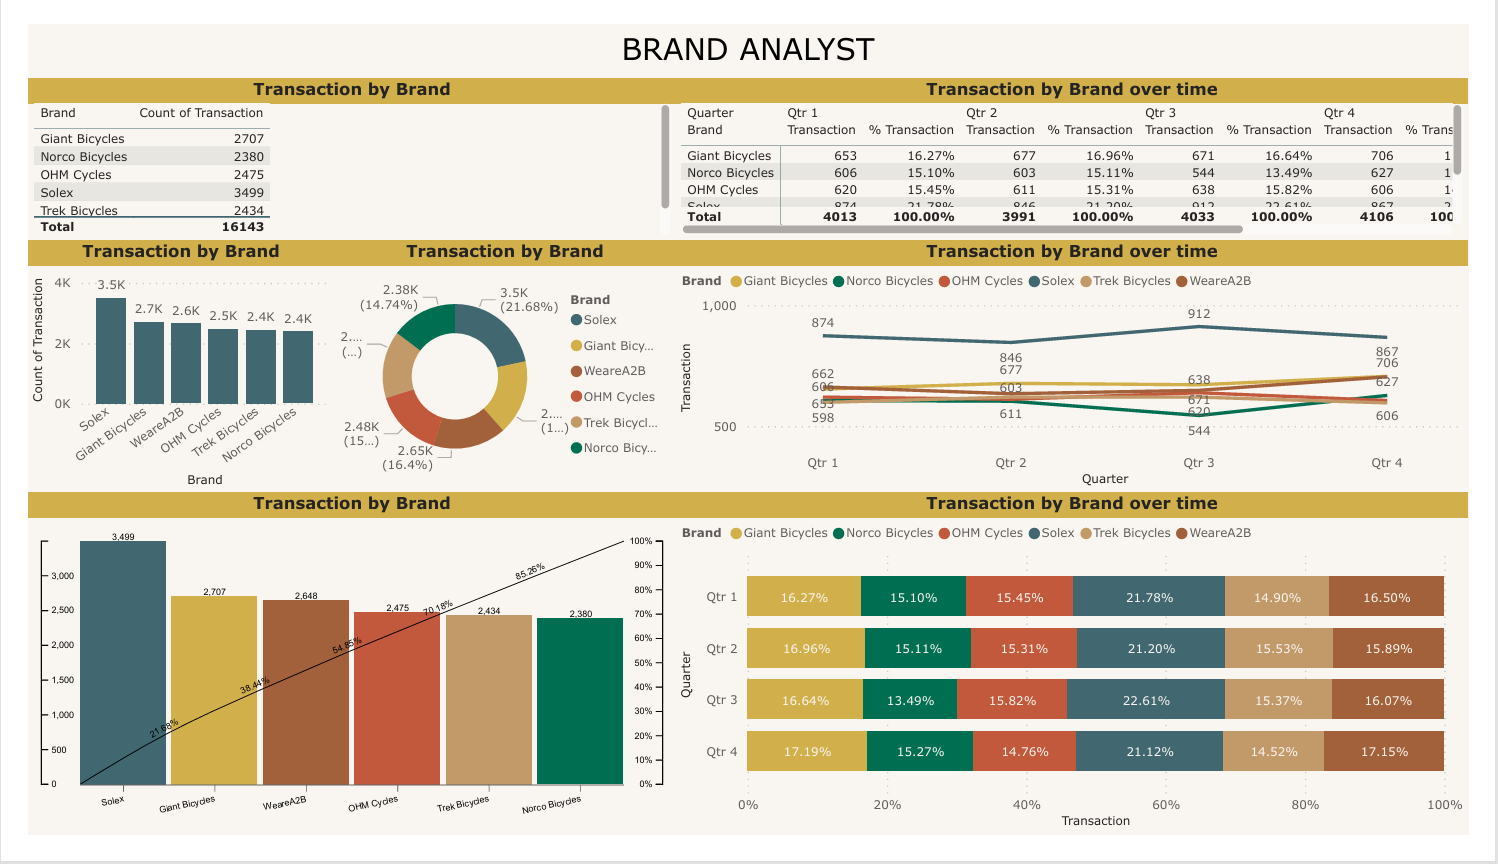 BRAND ANALYST
Transaction by Brand
Brand Count of Transaction
Giant Bicycles 2707
Norco Bicycles 2380
OHM Cycles 2475
Solex 3499
Trek Bicycles 2434
Total 16143
Transaction by Brand over time
Quarter Qtr 1 Qtr 2 Qtr 3 Qtr 4
Brand Transaction % Transaction Transaction % Transaction Transaction % Transaction Transaction % Trans
Giant Bicycles 653 16.27% 677 16.96% 671 16.64% 706 1
Norco Bicycles 606 15.10% 603 15.11% 544 13.49% 627 1
OHM Cycles 620 15.45% 611 15.31% 638 15.82% 606 1
Solex 874 21.78% 846 21.20% 912 22.61% 867 2
Total 4013 100.00% 3991 100.00% 4033 100.00% 4106 100
Transaction by Brand
Count of Transaction
4K
2K
0K
3.5K
2.7K
2.6K
2.5K
2.4K
2.4K
Solex
Giant Bicycles
WeareA2B
OHM Cycles
Trek Bicycles
Norco Bicycles
Brand
Transaction by Brand
2.38K
(14.74%)
3.5K
(21.68%)
2....
(...)
2....
(1...)
2.48K
(15...)
2.65K
(16.4%)
Brand
Solex
Giant Bicy...
WeareA2B
OHM Cycles
Trek Bicycl...
Norco Bicy...
Transaction by Brand over time
Brand Giant Bicycles Norco Bicycles OHM Cycles Solex Trek Bicycles WeareA2B
Transaction
1,000
500
874
662
606
653
598
846
677
603
611
912
638
671
620
544
867
706
627
606
Qtr 1 Qtr 2 Qtr 3 Qtr 4
Quarter
Transaction by Brand
3,000
2,500
2,000
1,500
1,000
500
0
3,499
2,707
2,648
2,475
2,434
2,380
21.68%
38.44%
54.85%
70.18%
85.26%
100%
90%
80%
70%
60%
50%
40%
30%
20%
10%
0%
Solex
Giant Bicycles
WeareA2B
OHM Cycles
Trek Bicycles
Norco Bicycles
Transaction by Brand over time
Brand Giant Bicycles Norco Bicycles OHM Cycles Solex Trek Bicycles WeareA2B
Quarter
Qtr 1 16.27% 15.10% 15.45% 21.78% 14.90% 16.50%
Qtr 2 16.96% 15.11% 15.31% 21.20% 15.53% 15.89%
Qtr 3 16.64% 13.49% 15.82% 22.61% 15.37% 16.07%
Qtr 4 17.19% 15.27% 14.76% 21.12% 14.52% 17.15%
0% 20% 40% 60% 80% 100%
Transaction